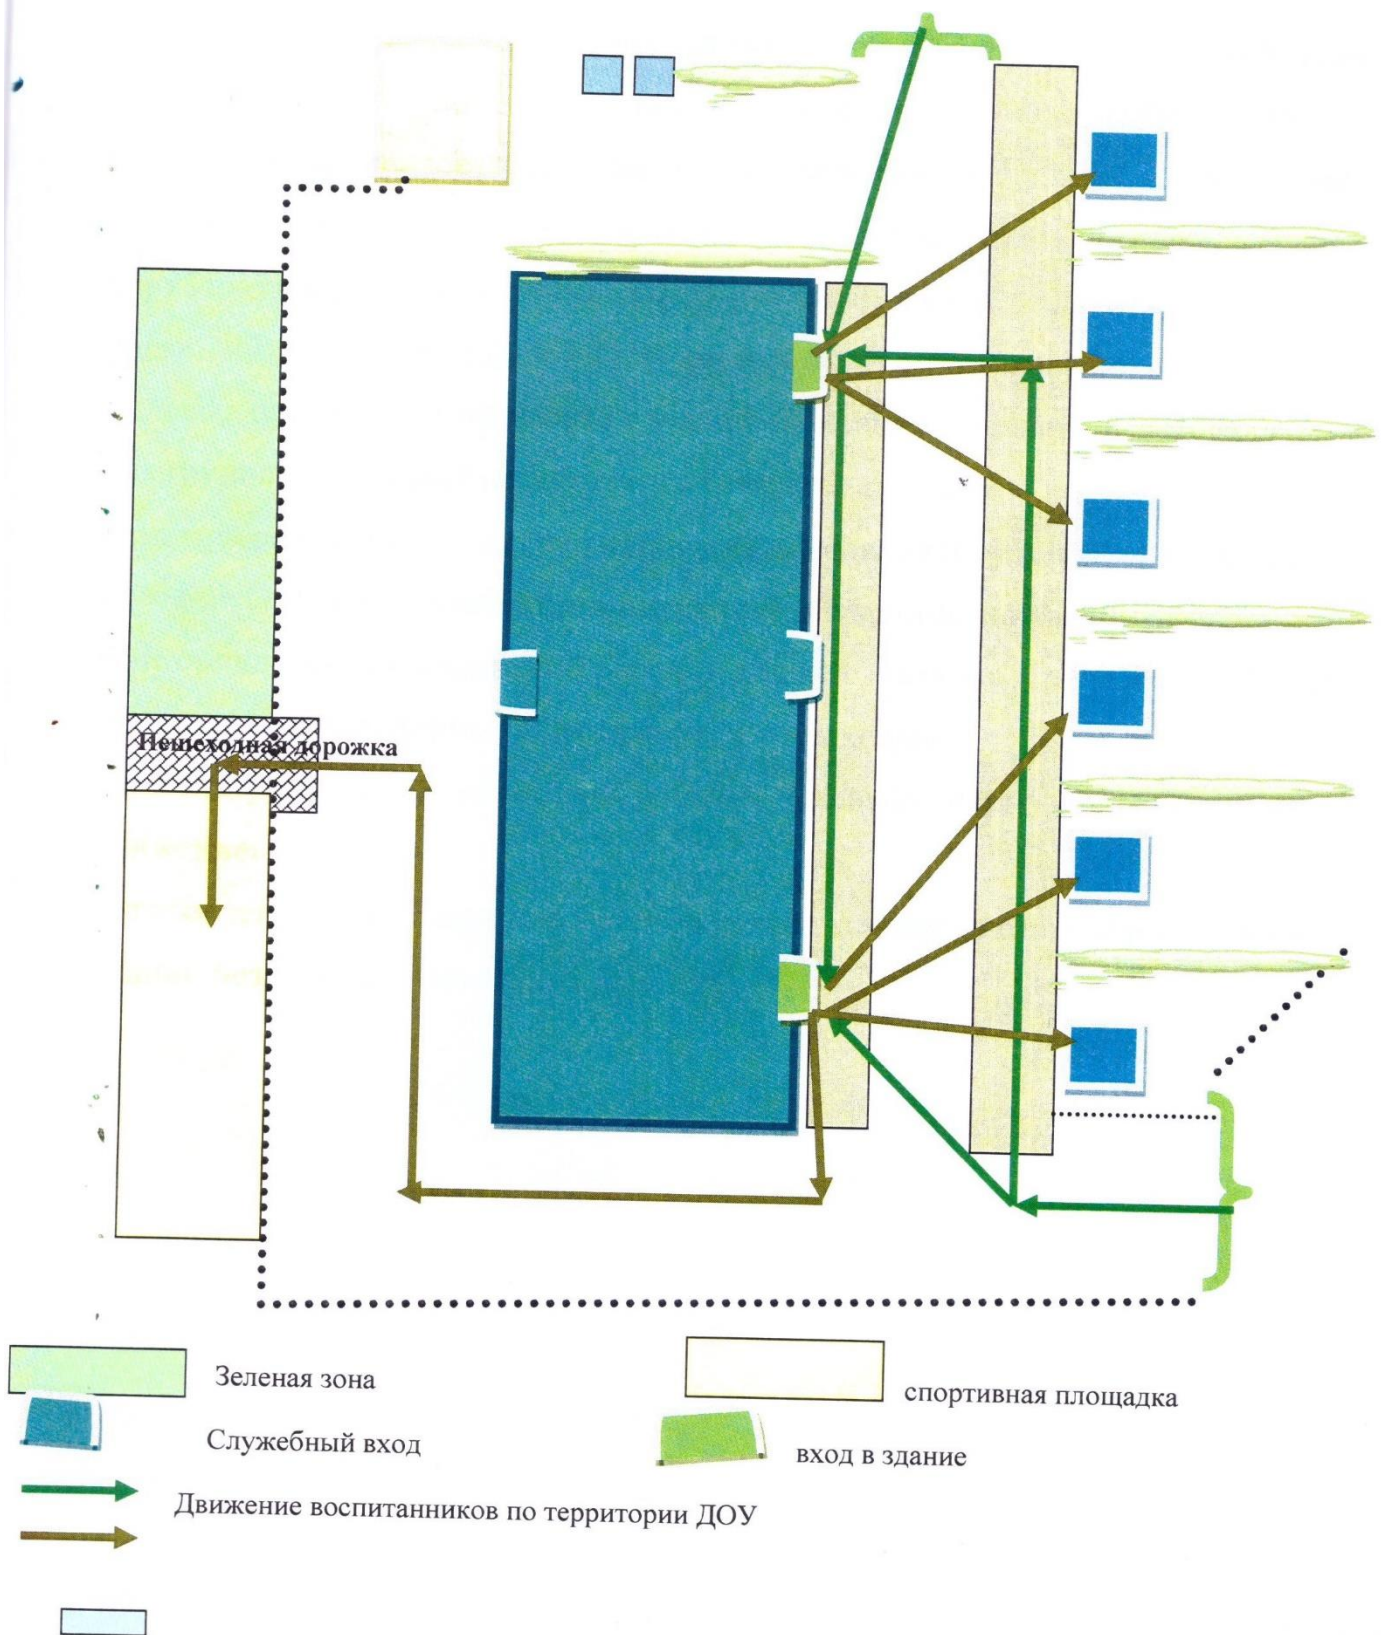 Пешеходная дорожка
Зеленая зона
спортивная площадка
Служебный вход
вход в здание
Движение воспитанников по территории ДОУ